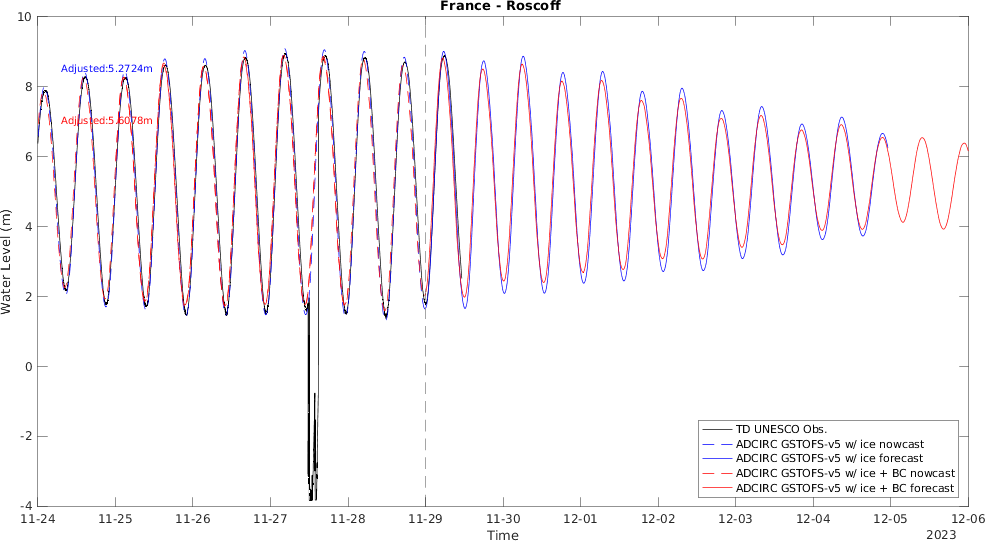 France - Roscoff
10
8
6
4
2
0
-2
-4
Water Level (m)
Adjusted:5.2724m
Adjusted:5.6078m
TD UNESCO Obs.
ADCIRC GSTOFS-v5 w/ ice nowcast
ADCIRC GSTOFS-v5 w/ ice forecast
ADCIRC GSTOFS-v5 w/ ice + BC nowcast
ADCIRC GSTOFS-v5 w/ ice + BC forecast
11-24 11-25 11-26 11-27 11-28 11-29 11-30 12-01 12-02 12-03 12-04 12-05 12-06
Time
2023